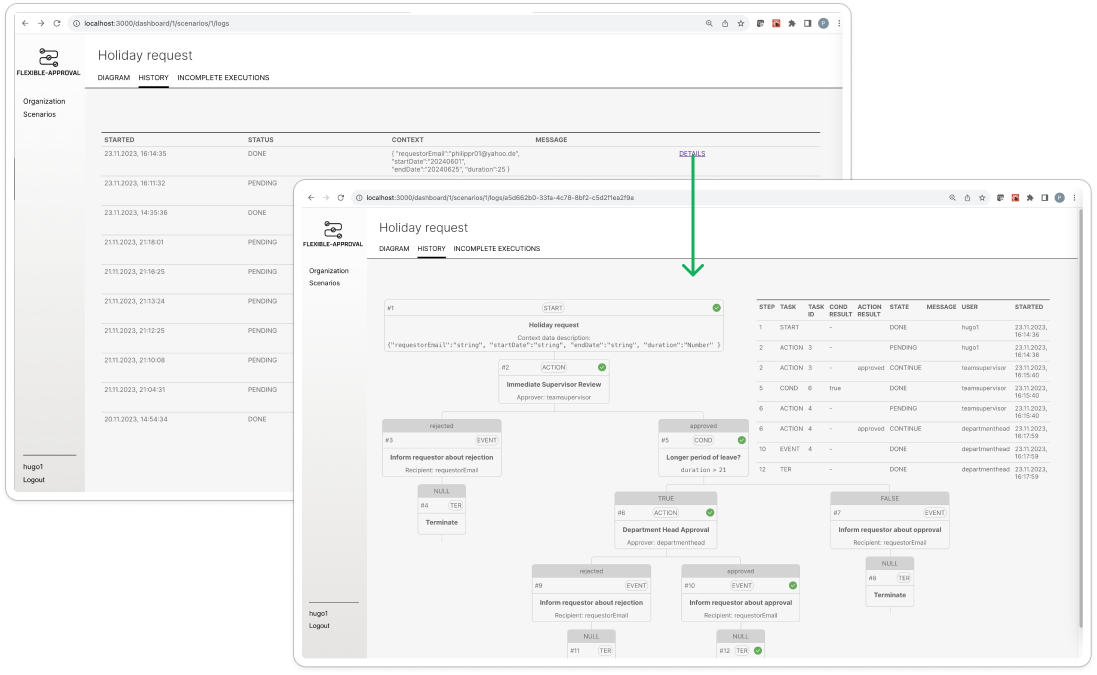 localhost:3000/dashboard/1/scenarios/1/logs
P
FLEXIBLE-APPROVAL
Organization
Scenarios
hugo1
Logout
Holiday request
DIAGRAM HISTORY INCOMPLETE EXECUTIONS
STARTED STATUS CONTEXT MESSAGE
23.11.2023, 16:14:35 DONE { "requestorEmail":"philippr01@yahoo.de", DETAILS
"startDate":"20240601",
"endDate":"20240625", "duration":25 }
23.11.2023, 16:11:32 PENDING
23.11.2023, 14:35:36 DONE
21.11.2023, 21:18:01 PENDING
21.11.2023, 21:16:25 PENDING
21.11.2023, 21:13:24 PENDING
21.11.2023, 21:12:25 PENDING
21.11.2023, 21:10:08 PENDING
21.11.2023, 21:04:31 PENDING
20.11.2023, 14:54:34 DONE
localhost:3000/dashboard/1/scenarios/1/logs/a5d662b0-33fa-4c78-8bf2-c5d2f1ea2f9a
P
FLEXIBLE-APPROVAL
Organization
Scenarios
hugo1
Logout
Holiday request
DIAGRAM HISTORY INCOMPLETE EXECUTIONS
#1 START
Holiday request
Context data description:
{"requestorEmail":"string", "startDate":"string", "endDate":"string", "duration":"Number" }
#2 ACTION
Immediate Supervisor Review
Approver: teamsupervisor
rejected
#3 EVENT
Inform requestor about rejection
Recipient: requestorEmail
NULL
#4 TER
Terminate
approved
#5 COND
Longer period of leave?
duration > 21
TRUE
#6 ACTION
Department Head Approval
Approver: departmenthead
FALSE
#7 EVENT
Inform requestor about opproval
Recipient: requestorEmail
NULL
#8 TER
Terminate
rejected
#9 EVENT
Inform requestor about rejection
Recipient: requestorEmail
NULL
#11 TER
approved
#10 EVENT
Inform requestor about approval
Recipient: requestorEmail
NULL
#12 TER
STEP TASK TASK COND ACTION STATE MESSAGE USER STARTED
ID RESULT RESULT
1 START - DONE hugo1 23.11.2023,
16:14:36
2 ACTION 3 - PENDING hugo1 23.11.2023,
16:14:36
2 ACTION 3 - approved CONTINUE teamsupervisor 23.11.2023,
16:15:40
5 COND 6 true DONE teamsupervisor 23.11.2023,
16:15:40
6 ACTION 4 - PENDING teamsupervisor 23.11.2023,
16:15:40
6 ACTION 4 - approved CONTINUE departmenthead 23.11.2023,
16:17:59
10 EVENT 4 - DONE departmenthead 23.11.2023,
16:17:59
12 TER - DONE departmenthead 23.11.2023,
16:17:59